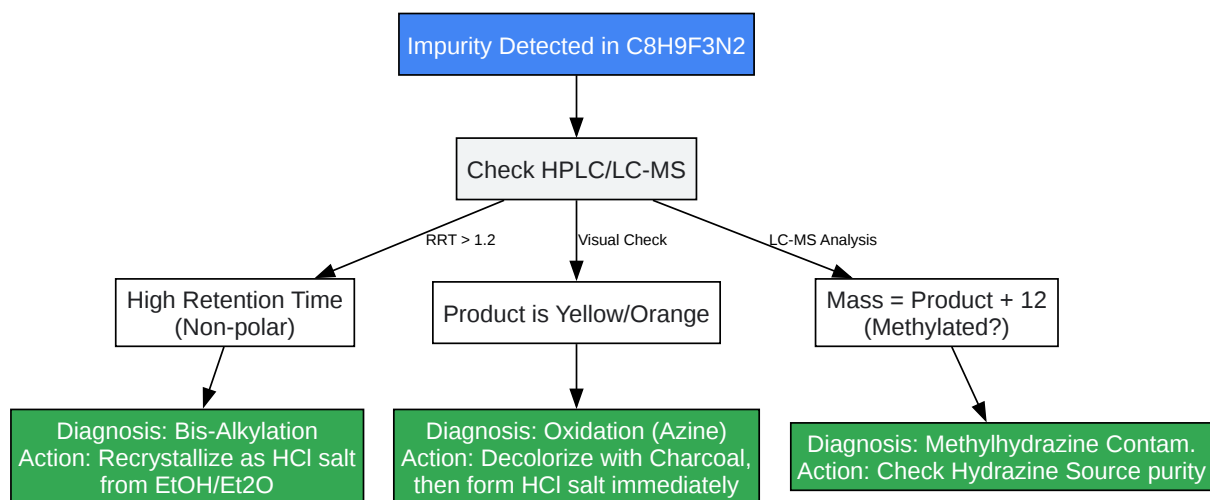 Impurity Detected in C8H9F3N2
Check HPLC/LC-MS
RRT > 1.2
Visual Check
LC-MS Analysis
High Retention Time
(Non-polar)
Product is Yellow/Orange
Mass = Product + 12
(Methylated?)
Diagnosis: Bis-Alkylation
Action: Recrystallize as HCl salt
from EtOH/Et2O
Diagnosis: Oxidation (Azine)
Action: Decolorize with Charcoal,
then form HCl salt immediately
Diagnosis: Methylhydrazine Contam.
Action: Check Hydrazine Source purity